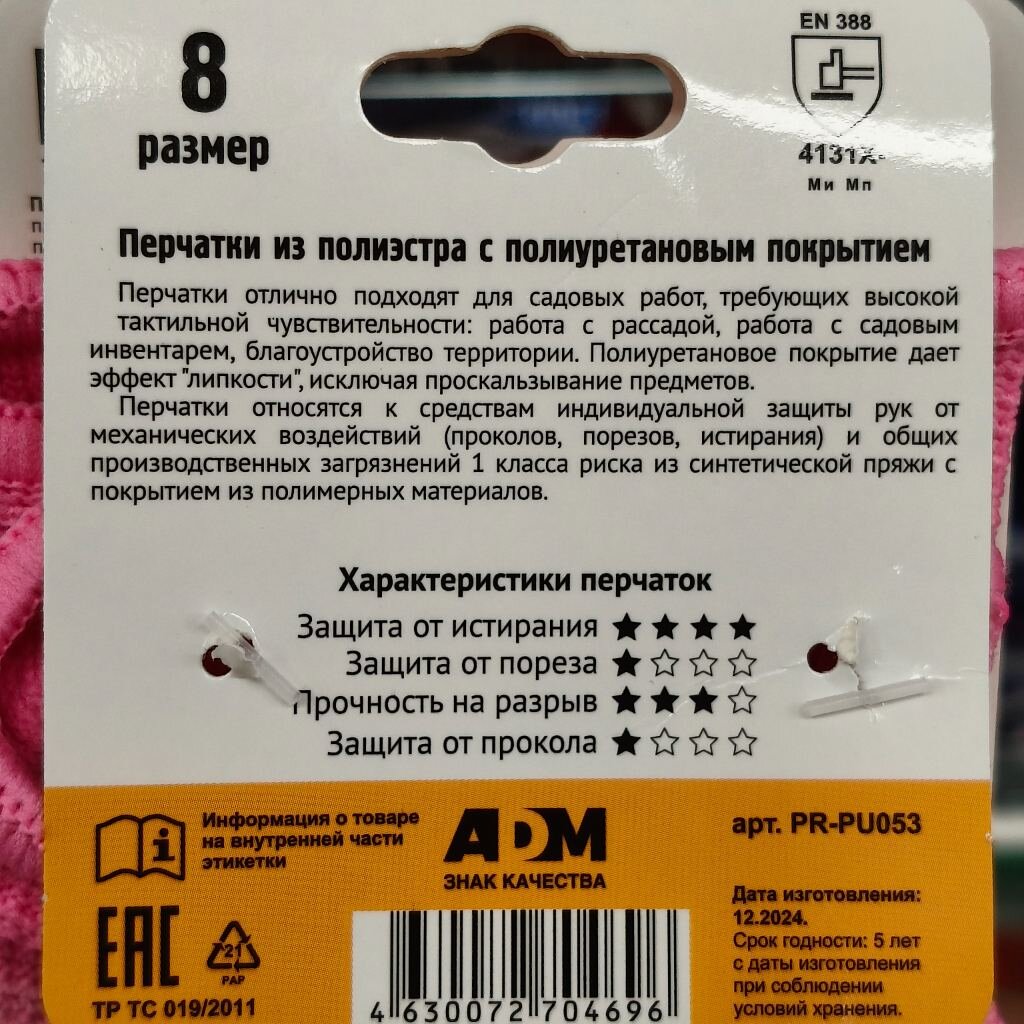 8
размер
EN 388
4131X-
Ми Мп
Перчатки из полиэстра с полиуретановым покрытием
Перчатки отлично подходят для садовых работ, требующих высокой
тактильной чувствительности: работа с рассадой, работа с садовым
инвентарем, благоустройство территории. Полиуретановое покрытие дает
эффект "липкости", исключая проскальзывание предметов.
Перчатки относятся к средствам индивидуальной защиты рук от
механических воздействий (проколов, порезов, истирания) и общих
производственных загрязнений 1 класса риска из синтетической пряжи с
покрытием из полимерных материалов.
Характеристики перчаток
Защита от истирания ★★★★
Защита от пореза ★☆☆☆
Прочность на разрыв ★★★☆
Защита от прокола ★☆☆☆
Информация о товаре
на внутренней части
этикетки
ADM
ЗНАК КАЧЕСТВА
арт. PR-PU053
Дата изготовления:
12.2024.
Срок годности: 5 лет
с даты изготовления
при соблюдении
условий хранения.
EAC
21
PAP
ТР ТС 019/2011
4 630072 704696